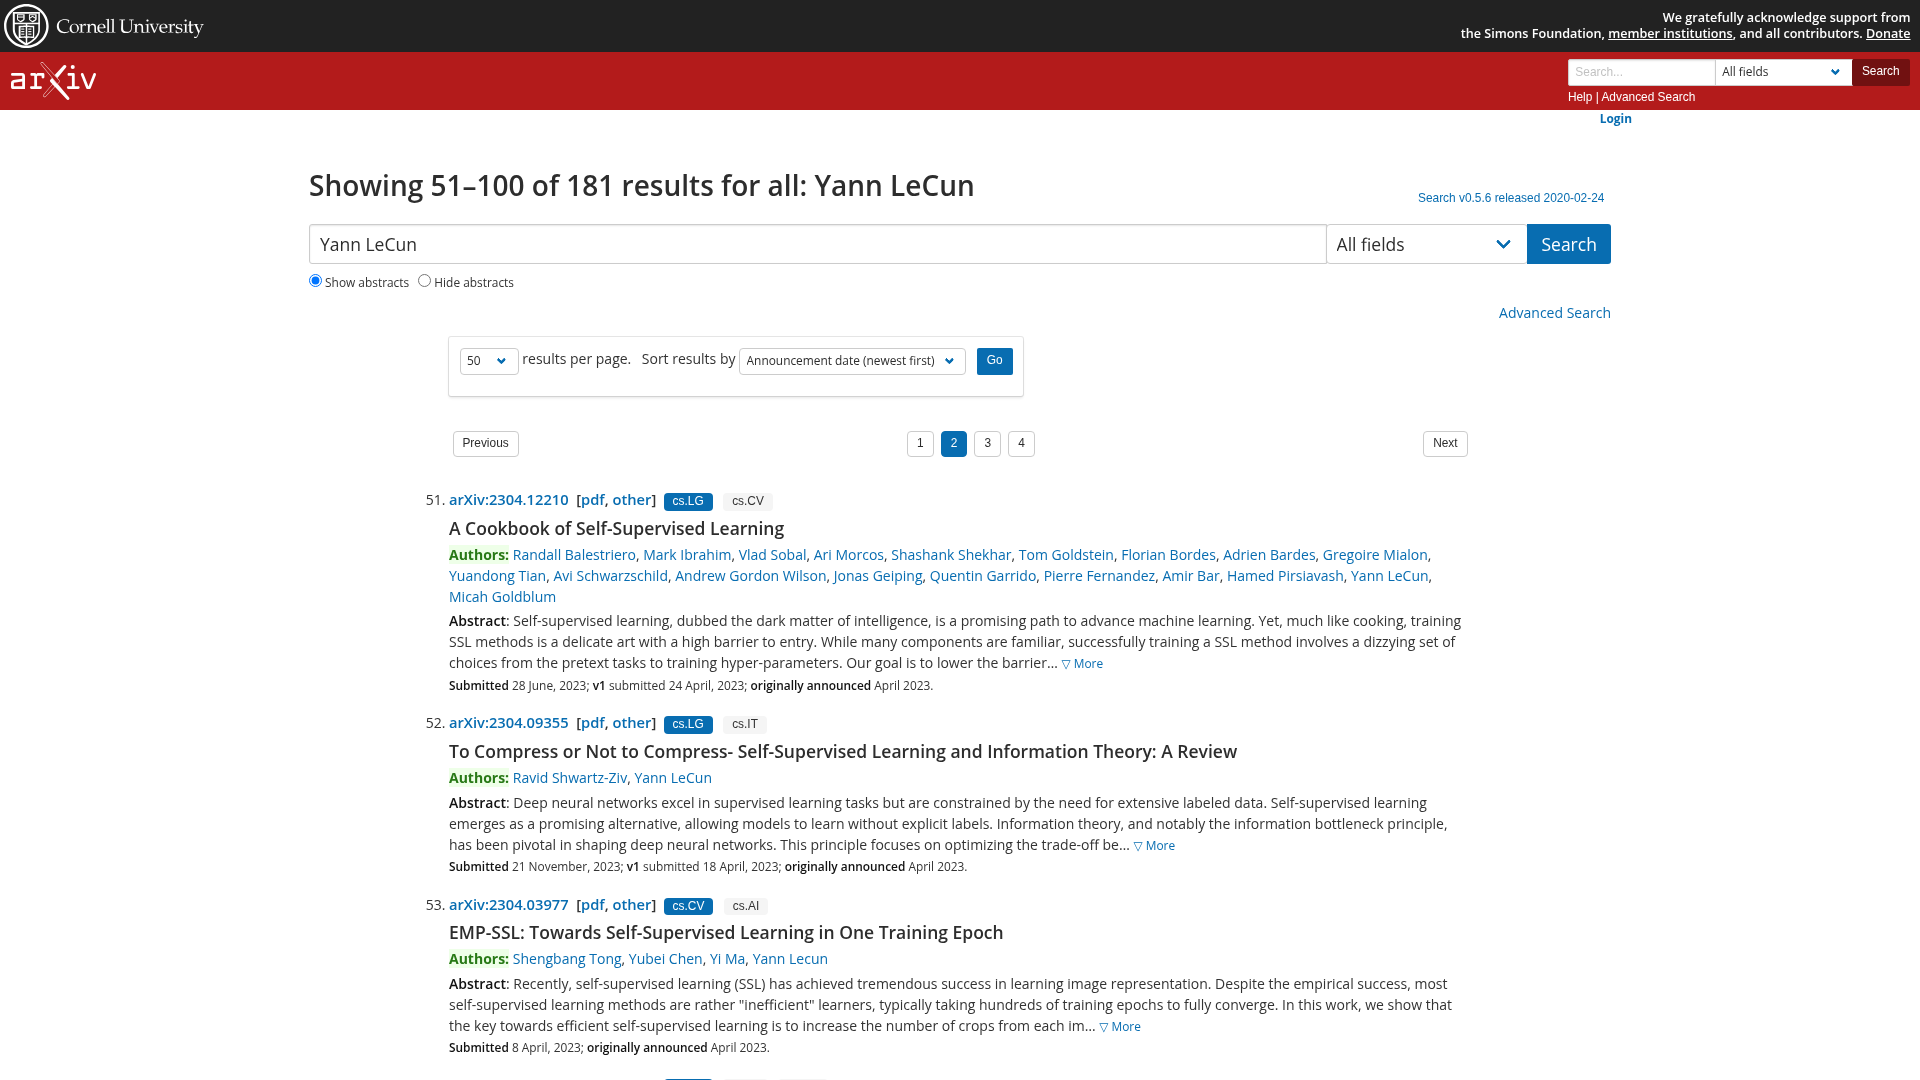 Cornell University
We gratefully acknowledge support from
the Simons Foundation, member institutions, and all contributors. Donate
arXiv
Search...
All fields
Search
Help | Advanced Search
Login
Showing 51–100 of 181 results for all: Yann LeCun
Search v0.5.6 released 2020-02-24
Yann LeCun
All fields
Search
Show abstracts Hide abstracts
Advanced Search
50 results per page. Sort results by Announcement date (newest first) Go
Previous 1 2 3 4 Next
51. arXiv:2304.12210 [pdf, other] cs.LG cs.CV
A Cookbook of Self-Supervised Learning
Authors: Randall Balestriero, Mark Ibrahim, Vlad Sobal, Ari Morcos, Shashank Shekhar, Tom Goldstein, Florian Bordes, Adrien Bardes, Gregoire Mialon,
Yuandong Tian, Avi Schwarzschild, Andrew Gordon Wilson, Jonas Geiping, Quentin Garrido, Pierre Fernandez, Amir Bar, Hamed Pirsiavash, Yann LeCun,
Micah Goldblum
Abstract: Self-supervised learning, dubbed the dark matter of intelligence, is a promising path to advance machine learning. Yet, much like cooking, training
SSL methods is a delicate art with a high barrier to entry. While many components are familiar, successfully training a SSL method involves a dizzying set of
choices from the pretext tasks to training hyper-parameters. Our goal is to lower the barrier… ▽ More
Submitted 28 June, 2023; v1 submitted 24 April, 2023; originally announced April 2023.
52. arXiv:2304.09355 [pdf, other] cs.LG cs.IT
To Compress or Not to Compress- Self-Supervised Learning and Information Theory: A Review
Authors: Ravid Shwartz-Ziv, Yann LeCun
Abstract: Deep neural networks excel in supervised learning tasks but are constrained by the need for extensive labeled data. Self-supervised learning
emerges as a promising alternative, allowing models to learn without explicit labels. Information theory, and notably the information bottleneck principle,
has been pivotal in shaping deep neural networks. This principle focuses on optimizing the trade-off be… ▽ More
Submitted 21 November, 2023; v1 submitted 18 April, 2023; originally announced April 2023.
53. arXiv:2304.03977 [pdf, other] cs.CV cs.AI
EMP-SSL: Towards Self-Supervised Learning in One Training Epoch
Authors: Shengbang Tong, Yubei Chen, Yi Ma, Yann Lecun
Abstract: Recently, self-supervised learning (SSL) has achieved tremendous success in learning image representation. Despite the empirical success, most
self-supervised learning methods are rather "inefficient" learners, typically taking hundreds of training epochs to fully converge. In this work, we show that
the key towards efficient self-supervised learning is to increase the number of crops from each im… ▽ More
Submitted 8 April, 2023; originally announced April 2023.